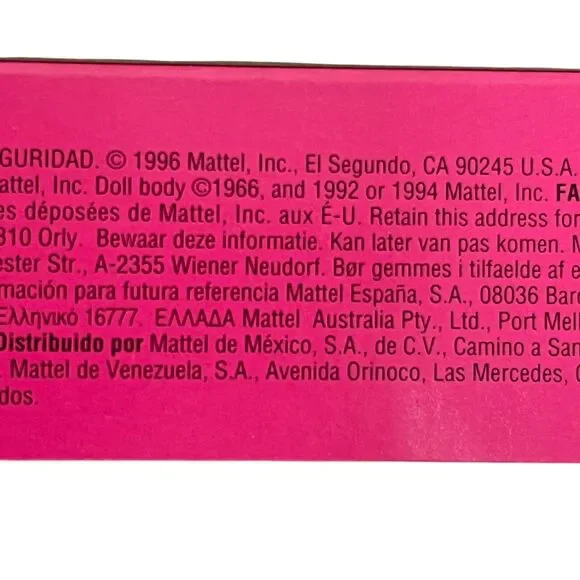 GURIDAD. © 1996 Mattel, Inc., El Segundo, CA 90245 U.S.A.
attel, Inc. Doll body ©1966, and 1992 or 1994 Mattel, Inc. FA
es déposées de Mattel, Inc. aux É-U. Retain this address for
310 Orly. Bewaar deze informatie. Kan later van pas komen. M
ester Str., A-2355 Wiener Neudorf. Bør gemmes i tilfaelde af e
mación para futura referencia Mattel España, S.A., 08036 Barc
Ελληνικό 16777. ΕΛΛΑΔΑ Mattel Australia Pty., Ltd., Port Mell
Distribuido por Mattel de México, S.A., de C.V., Camino a San
. Mattel de Venezuela, S.A., Avenida Orinoco, Las Mercedes, C
dos.